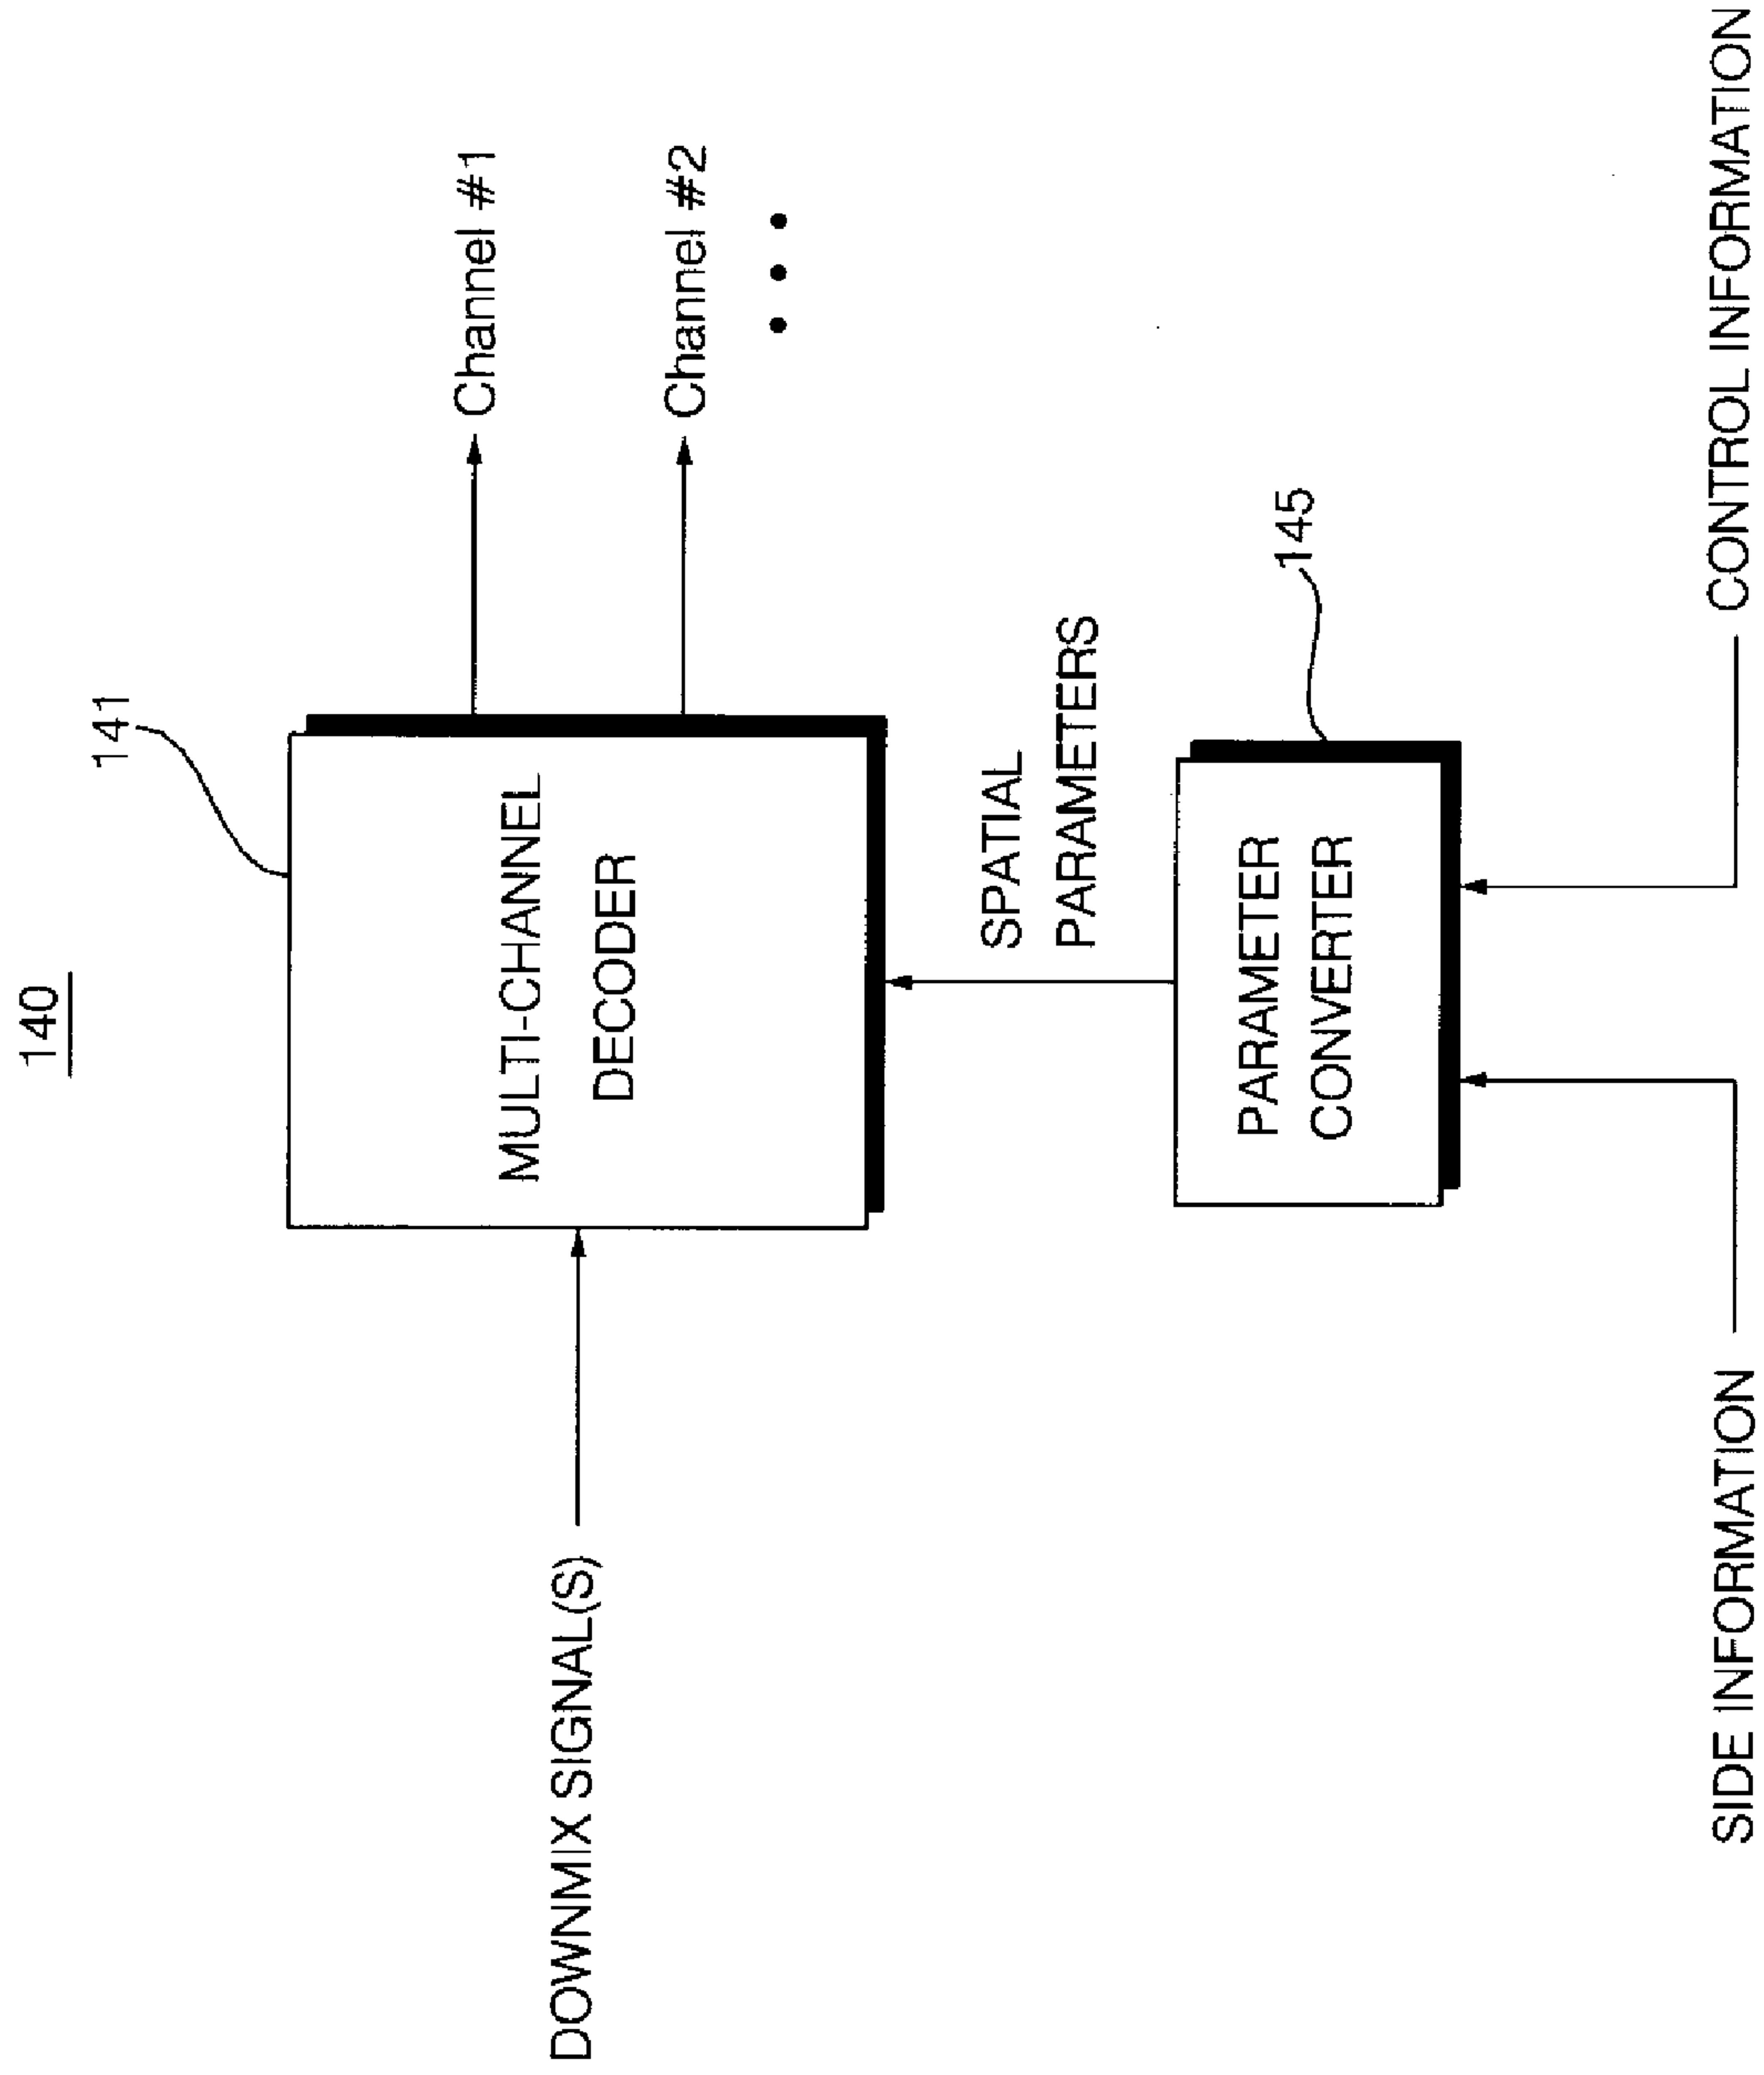 140
141
MULTI-CHANNEL
DECODER
DOWNMIX SIGNAL(S)
Channel #1
Channel #2
SPATIAL
PARAMETERS
145
PARAMETER
CONVERTER
SIDE INFORMATION
CONTROL INFORMATION